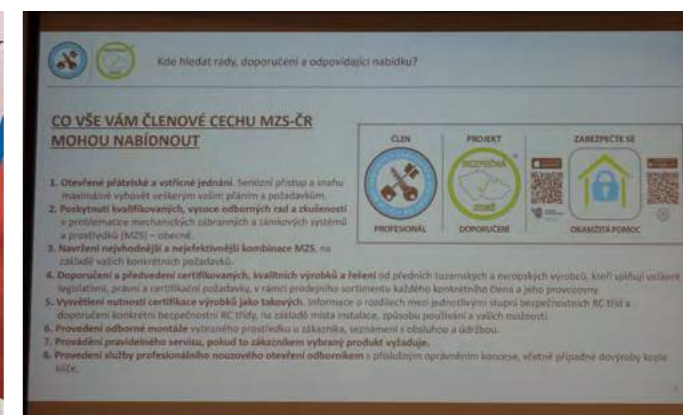 Kde hledat rady, doporučení a odpovídající nabídku?
CO VŠE VÁM ČLENOVÉ CECHU MZS-ČR
MOHOU NABÍDNOUT
ČLEN
PROFESIONÁL
PROJEKT
BEZPEČNÁ
ZEMĚ
DOPORUČENÍ
ZABEZPEČTE SE
OKAMŽITÁ POMOC
1. Otevřené přátelské a vstřícné jednání. Seriózní přístup a snahu
maximálně vyhovět veškerým vašim přáním a požadavkům.
2. Poskytnutí kvalifikovaných, vysoce odborných rad a zkušeností
v problematice mechanických zábranných a zámkových systémů
a prostředků (MZS) – obecně.
3. Navržení nejvhodnější a nejefektivnější kombinace MZS, na
základě vašich konkrétních požadavků.
4. Doporučení a předvedení certifikovaných, kvalitních výrobků a řešení od předních tuzemských a evropských výrobců, kteří splňují veškeré
legislativní, právní a certifikační požadavky, v rámci prodejního sortimentu každého konkrétního člena a jeho provozovny.
5. Vysvětlení nutnosti certifikace výrobků jako takových. Informace o rozdílech mezi jednotlivými stupni bezpečnostních RC tříd a
doporučení konkrétní bezpečnostní RC třídy, na základě místa instalace, způsobu používání a vašich možností.
6. Provedení odborné montáže vybraného prostředku u zákazníka, seznámení s obsluhou a údržbou.
7. Provádění pravidelného servisu, pokud to zákazníkem vybraný produkt vyžaduje.
8. Provedení služby profesionálního nouzového otevření odborníkem s příslušným oprávněním koncese, včetně případné dovýroby kopie
klíče.